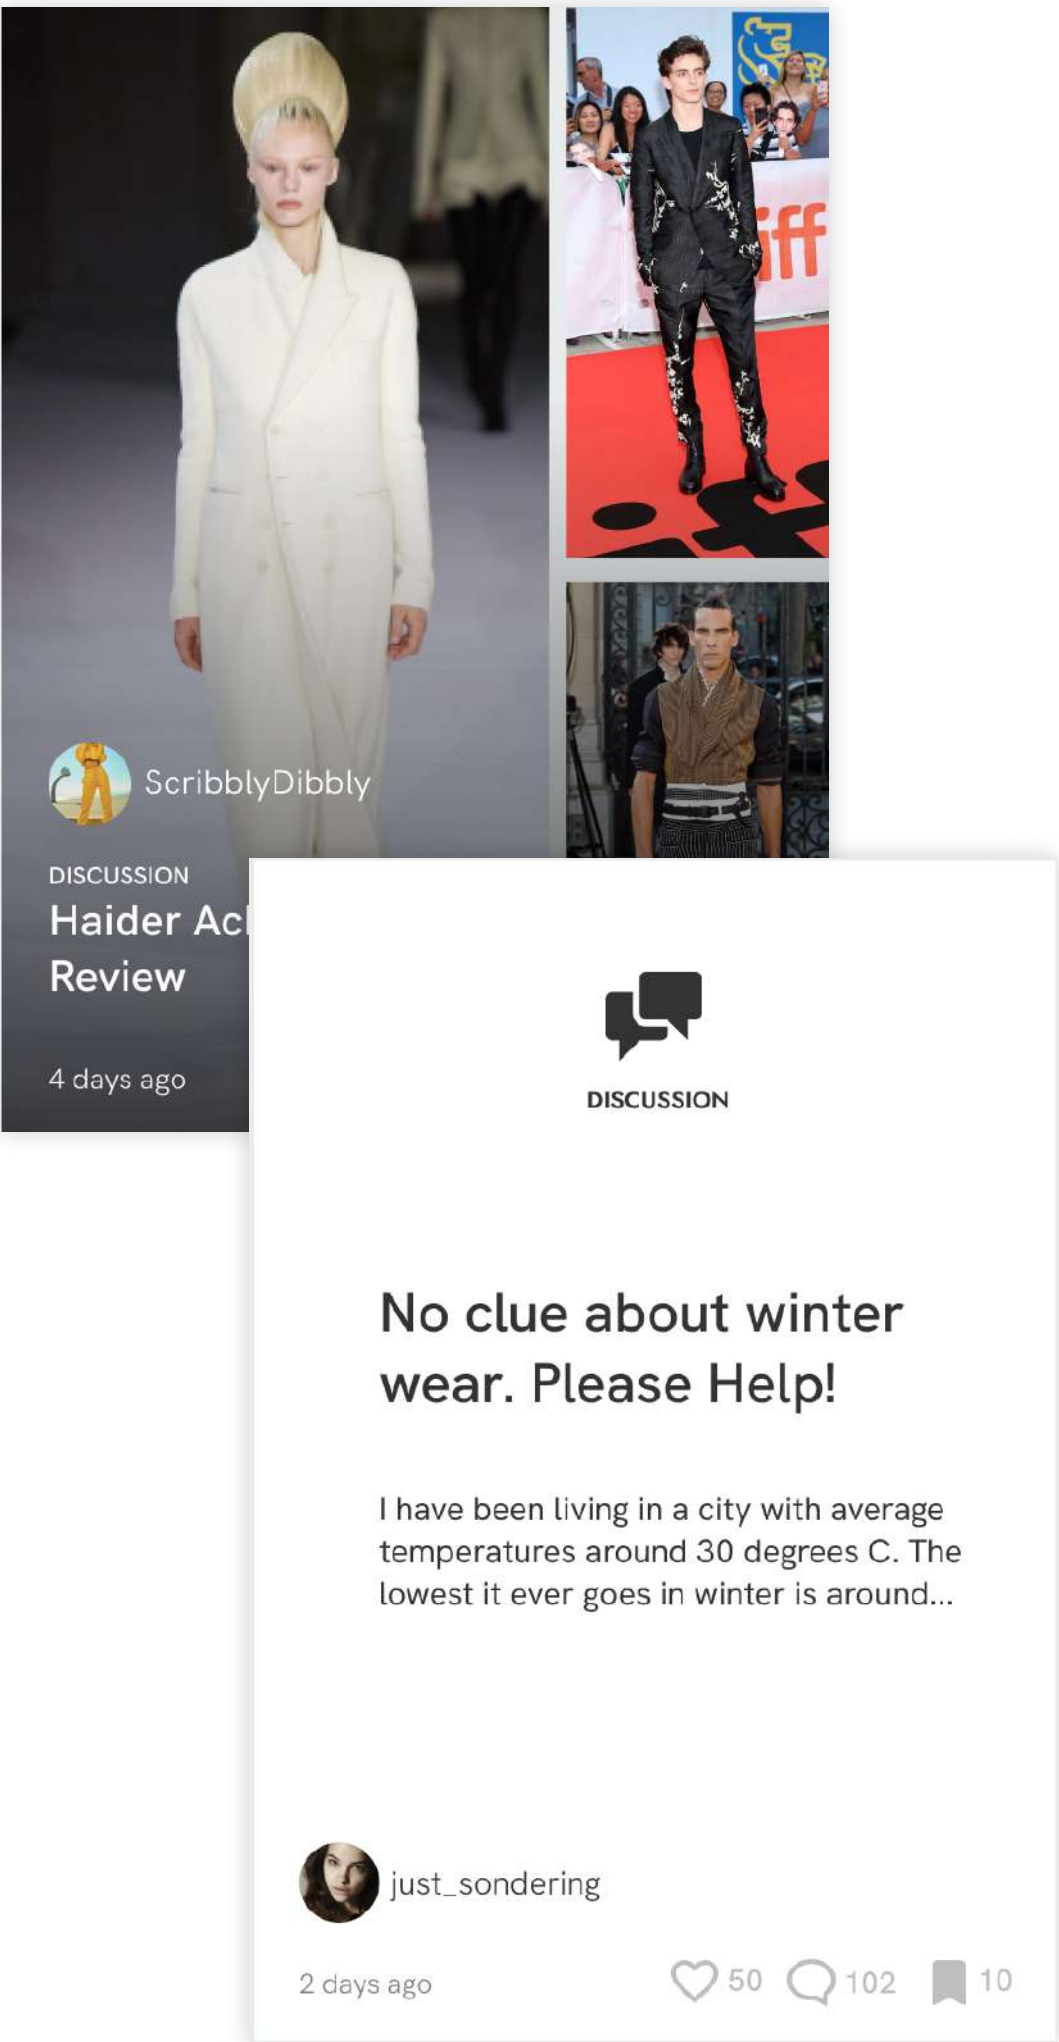 iff
ScribblyDibbly
DISCUSSION
Haider
Review
4 days ago
DISCUSSION
No clue about winter
wear. Please Help!
I have been living in a city with average
temperatures around 30 degrees C. The
lowest it ever goes in winter is around...
just_sondering
2 days ago
50 102 10